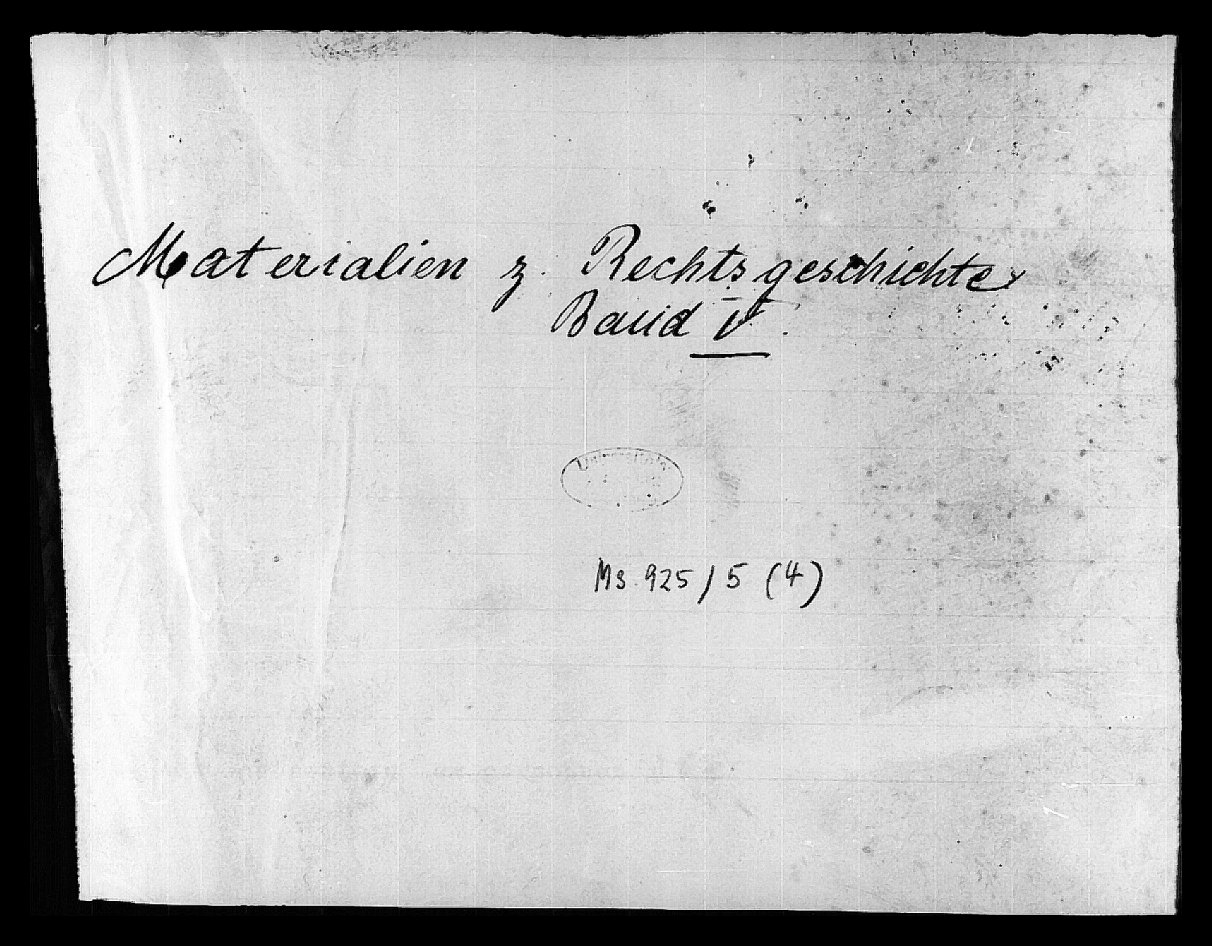 Materialien z. Rechtsgeschichte
Band V.
Ms. 925/5 (4)